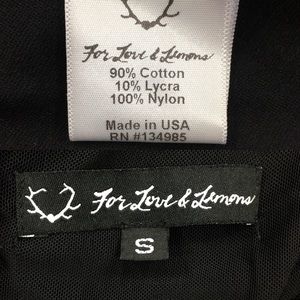 For Love & Lemons
90% Cotton
10% Lycra
100% Nylon
Made in USA
RN #134985
For Love & Lemons
S